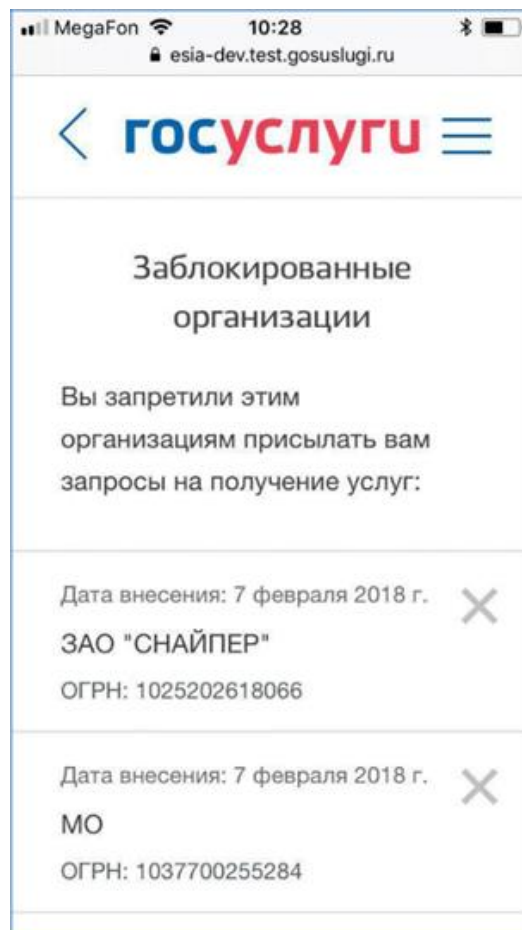 MegaFon 10:28
esia-dev.test.gosuslugi.ru
госуслуги
Заблокированные
организации
Вы запретили этим
организациям присылать вам
запросы на получение услуг:
Дата внесения: 7 февраля 2018 г.
ЗАО "СНАЙПЕР"
ОГРН: 1025202618066
Дата внесения: 7 февраля 2018 г.
МО
ОГРН: 1037700255284